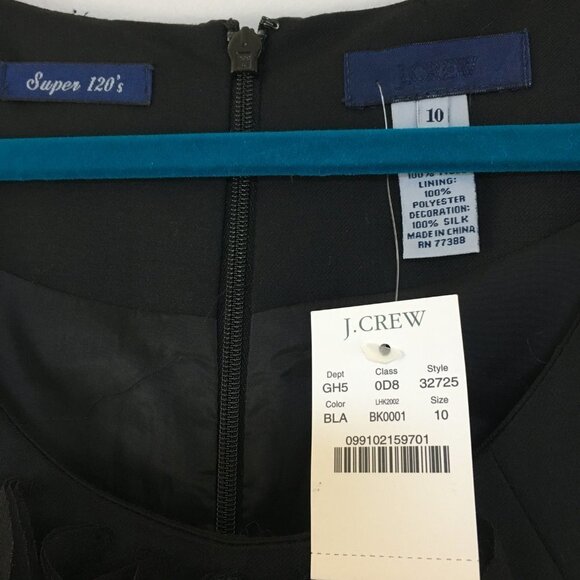 Super 120's
J.CREW
10
LINING:
100%
POLYESTER
DECORATION:
100% SILK
MADE IN CHINA
RN 77388
J.CREW
Dept Class Style
GH5 0D8 32725
Color LHK2002 Size
BLA BK0001 10
099102159701